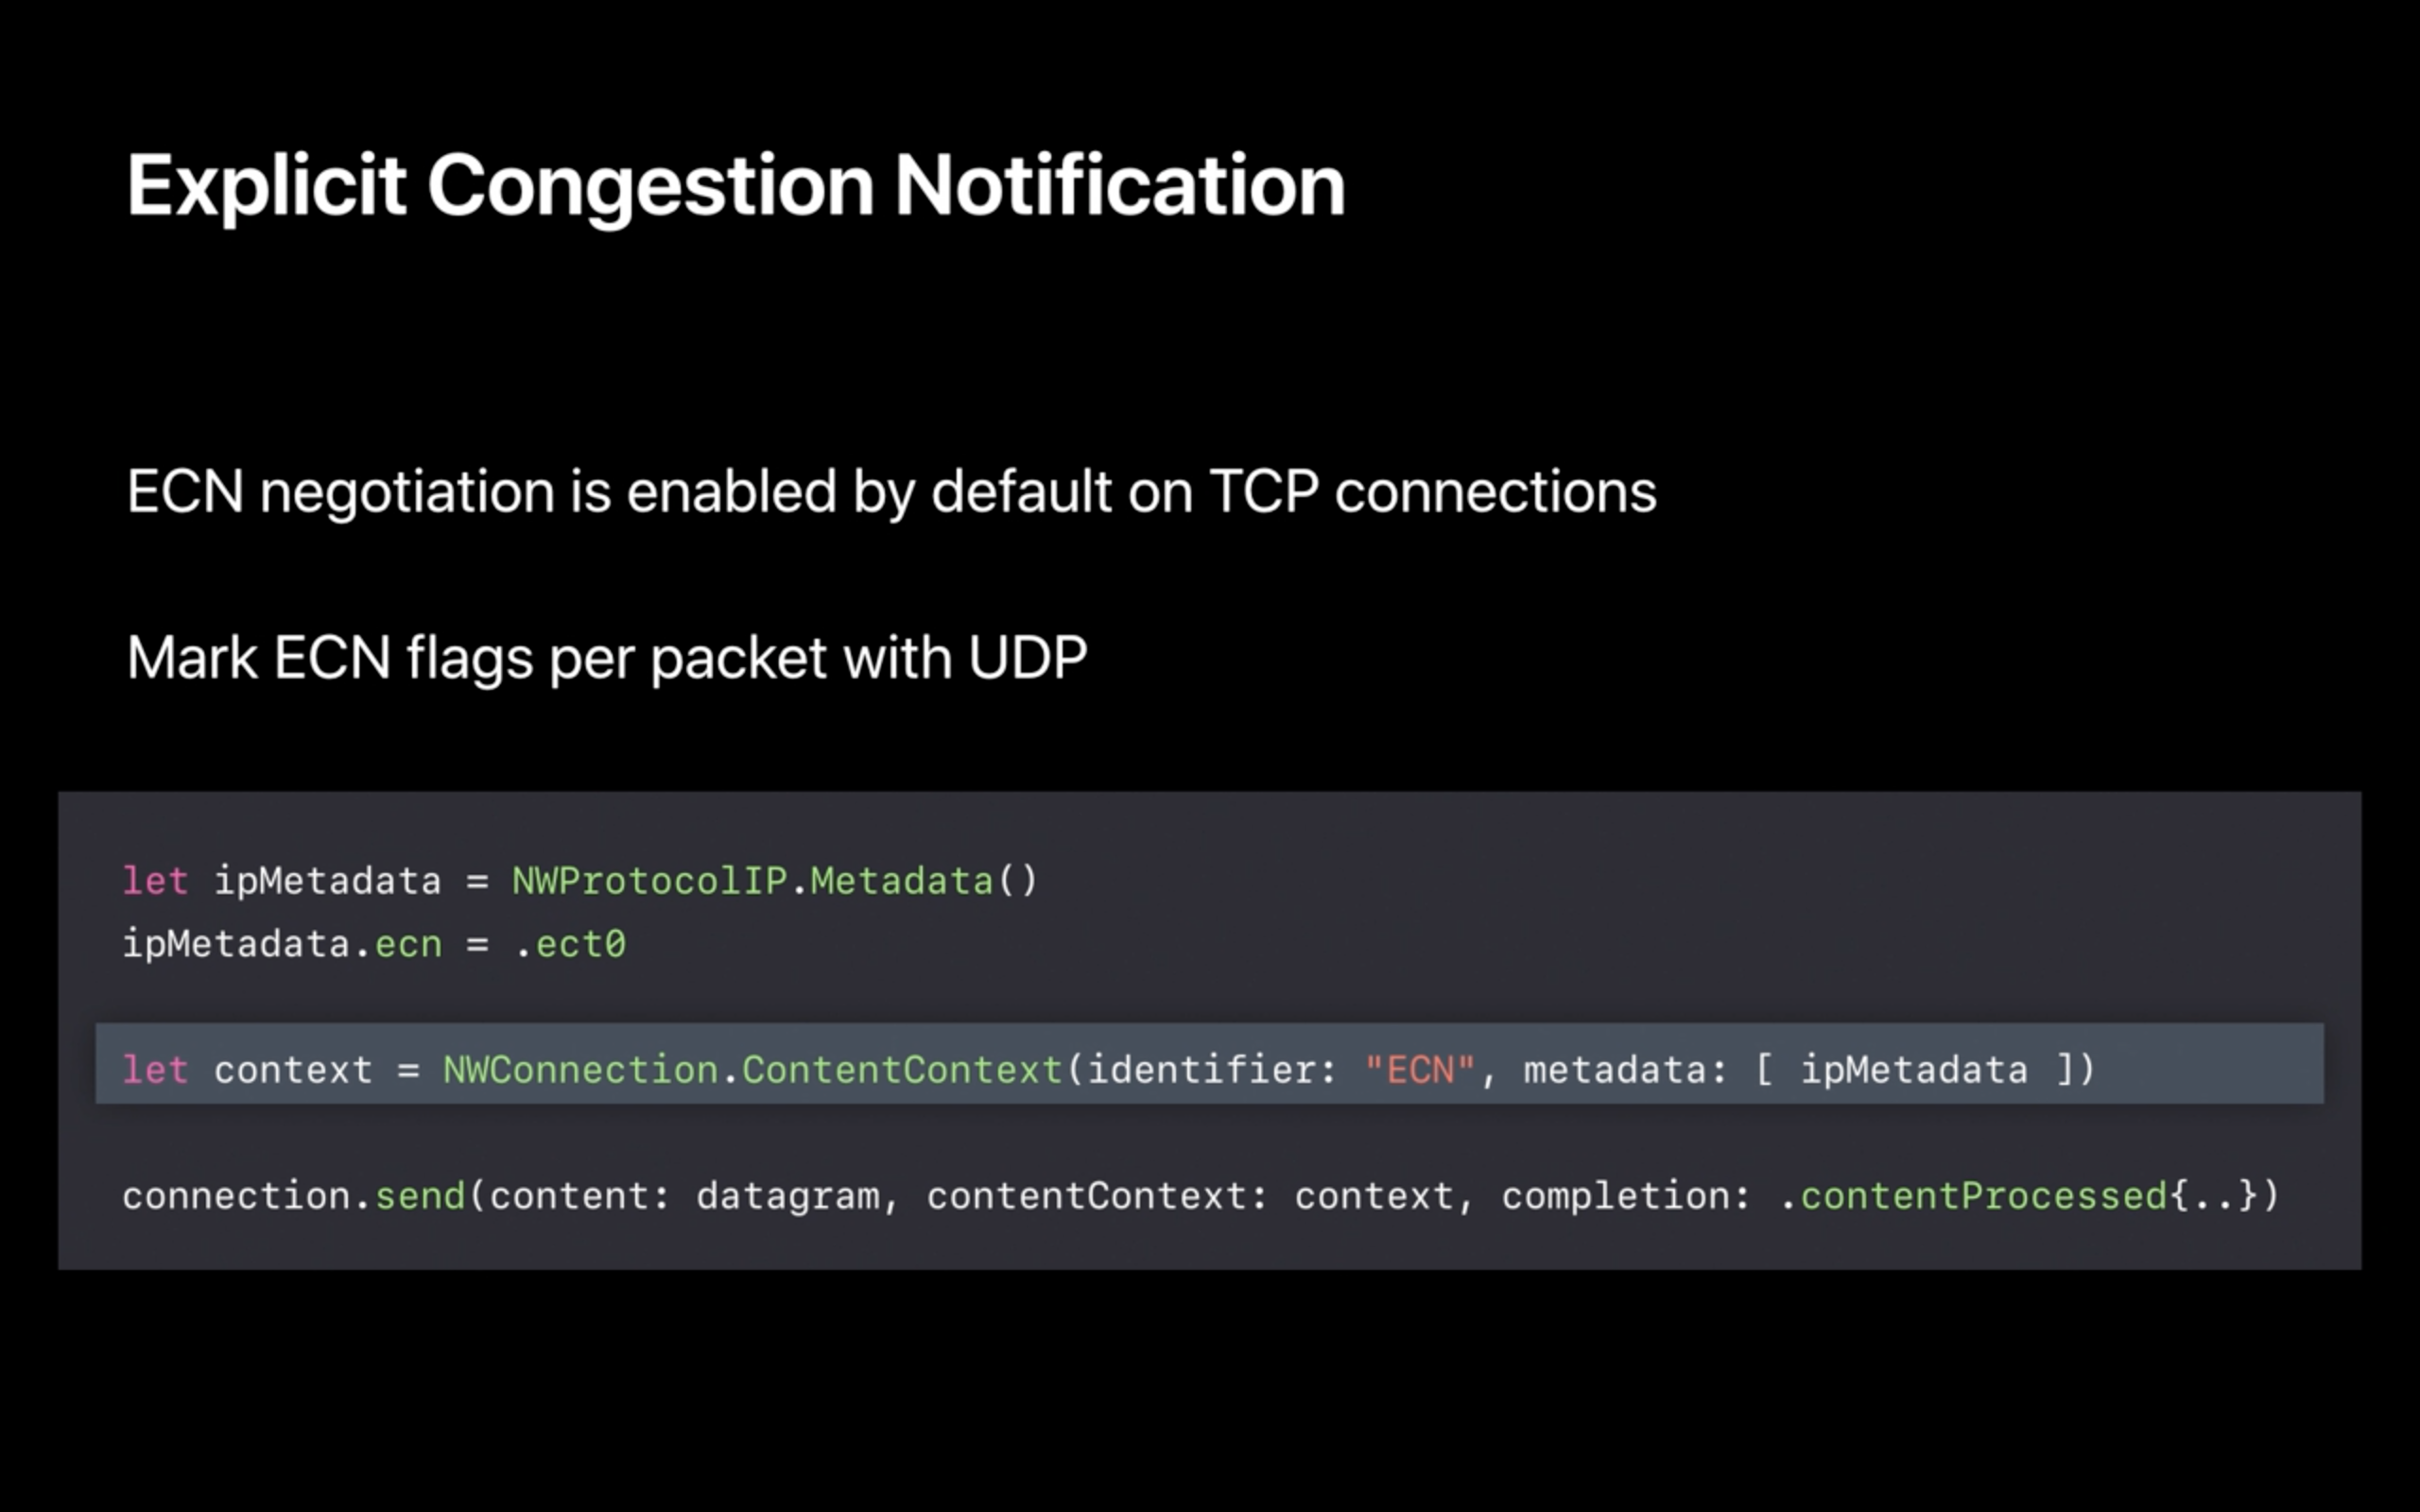 Explicit Congestion Notification
ECN negotiation is enabled by default on TCP connections
Mark ECN flags per packet with UDP
let ipMetadata = NWProtocolIP.Metadata()
ipMetadata.ecn = .ect0
let context = NWConnection.ContentContext(identifier: "ECN", metadata: [ ipMetadata ])
connection.send(content: datagram, contentContext: context, completion: .contentProcessed{..})